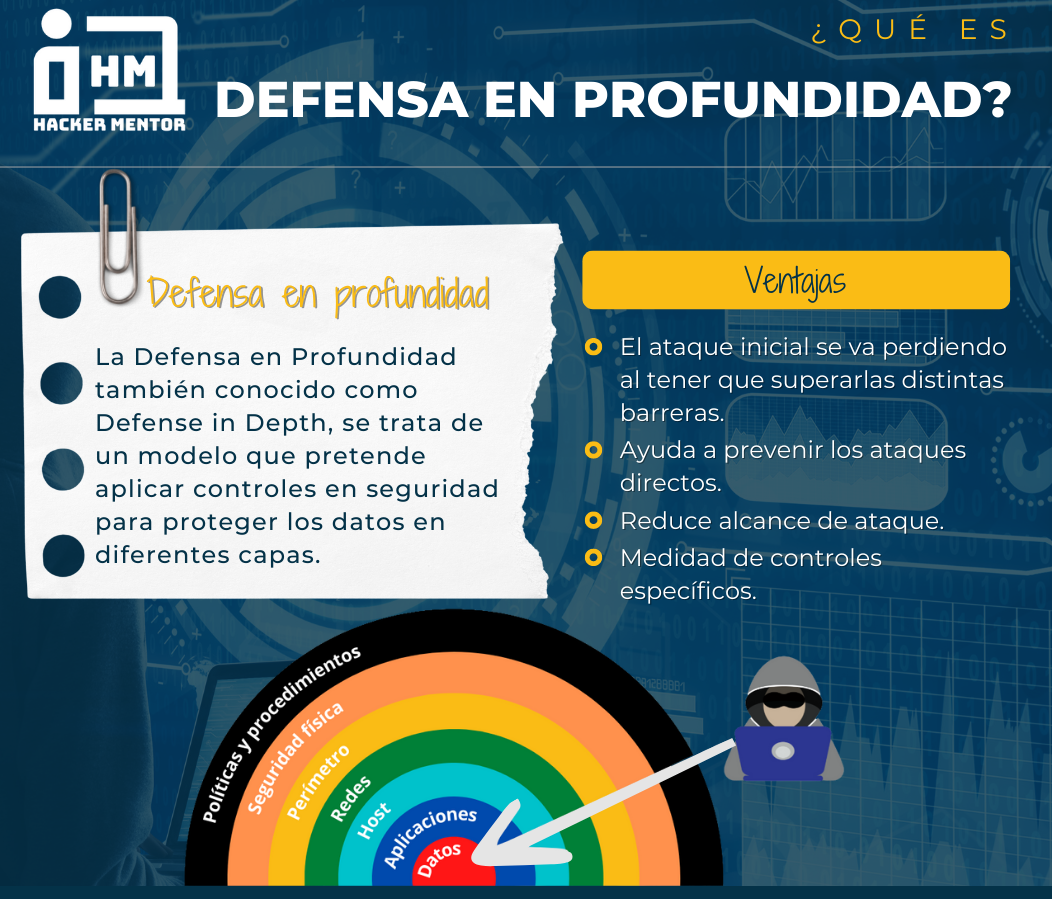 HM
HACKER MENTOR
¿QUÉ ES
DEFENSA EN PROFUNDIDAD?
Defensa en profundidad
La Defensa en Profundidad
también conocido como
Defense in Depth, se trata de
un modelo que pretende
aplicar controles en seguridad
para proteger los datos en
diferentes capas.
Ventajas
El ataque inicial se va perdiendo
al tener que superarlas distintas
barreras.
Ayuda a prevenir los ataques
directos.
Reduce alcance de ataque.
Medidad de controles
específicos.
Políticas y procedimientos
Seguridad física
Perímetro
Redes
Host
Aplicaciones
Datos